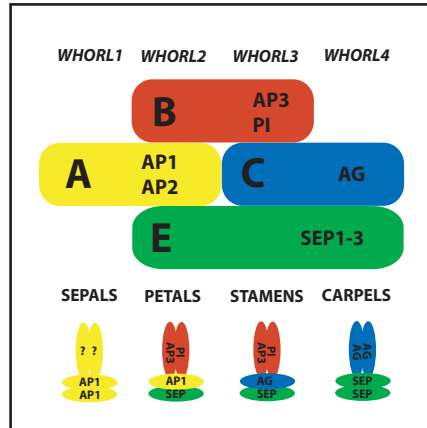 WHORL1 WHORL2 WHORL3 WHORL4
B AP3
PI
A AP1
AP2
C AG
E SEP1-3
SEPALS PETALS STAMENS CARPELS
? ? AP3 PI AP3 PI AG AG
AP1 AP1 AG SEP
AP1 SEP SEP SEP